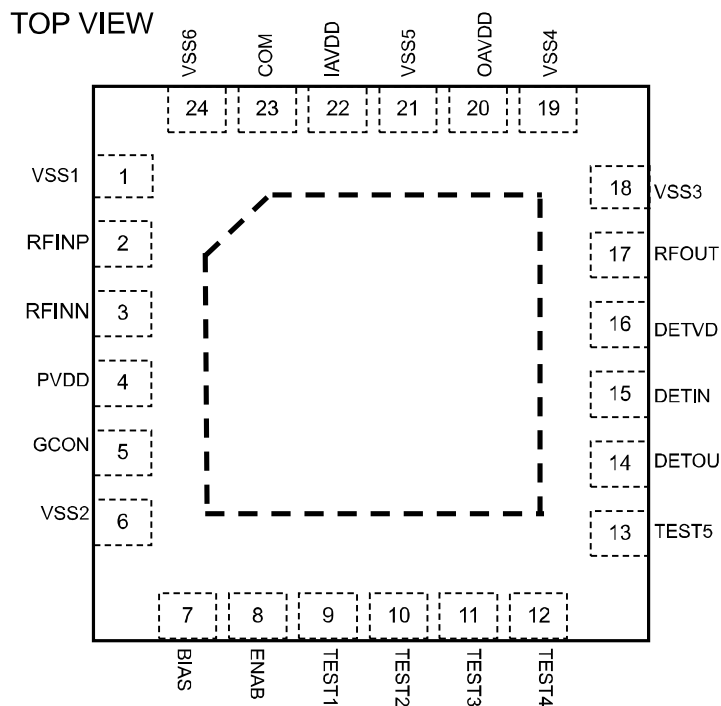 TOP VIEW
VSS6
COM
IAVDD
VSS5
OAVDD
VSS4
24
23
22
21
20
19
VSS1
1
RFINP
2
RFINN
3
PVDD
4
GCON
5
VSS2
6
18
VSS3
17
RFOUT
16
DETVD
15
DETIN
14
DETOU
13
TEST5
7
8
9
10
11
12
BIAS
ENAB
TEST1
TEST2
TEST3
TEST4